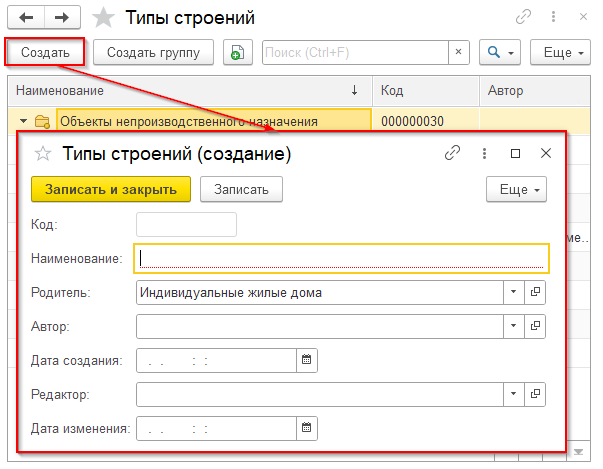 Типы строений
Создать
Создать группу
Поиск (Ctrl+F)
×
Еще
Наименование ↓ Код Автор
Объекты непроизводственного назначения 000000030
ме...
Типы строений (создание)
Записать и закрыть
Записать
Еще
Код:
Наименование:
Родитель: Индивидуальные жилые дома
Автор:
Дата создания: . . : :
Редактор:
Дата изменения: . . : :